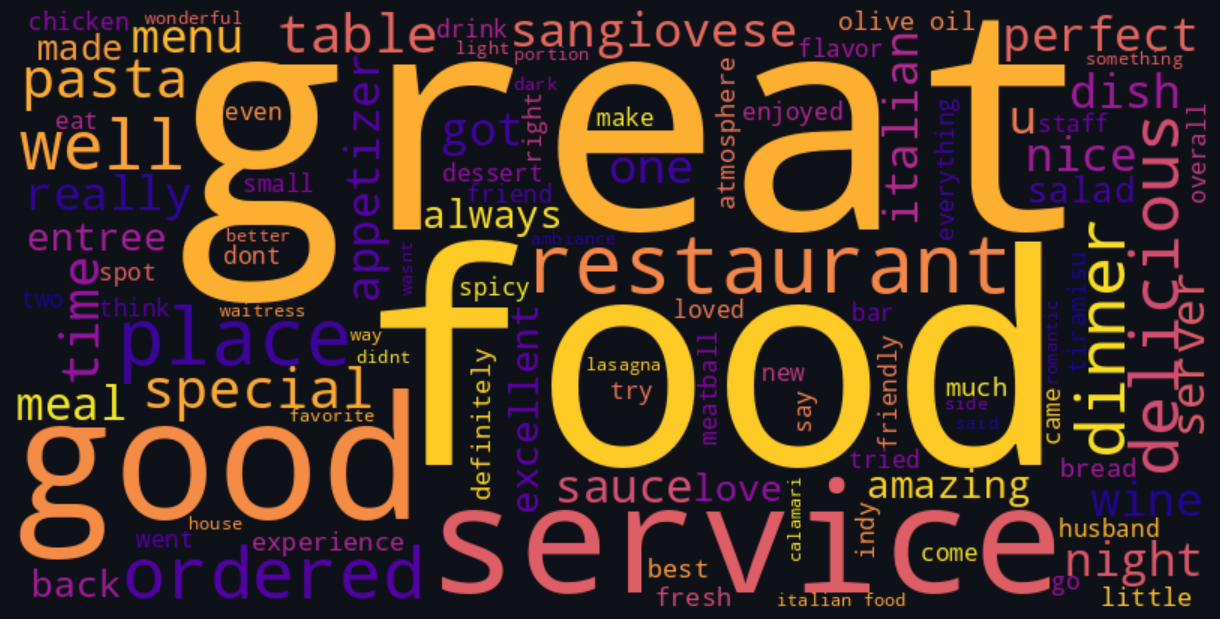 chicken
wonderful
made
menu
table
drink
light
sangiovese
portion
olive oil
flavor
perfect
something
pasta
great
dark
dish
eat
even
appetizer
got
right
make
atmosphere
enjoyed
italian
everything
u
staff
well
one
nice
overall
really
small
dessert
friend
salad
always
delicious
entree
better
dont
wasnt
ambiance
restaurant
dinner
tiramisu
time
spot
spicy
food
two
think
waitress
place
way
didnt
loved
bar
romantic
server
meal
special
favorite
definitely
excellent
lasagna
try
meatball
new
say
friendly
much
side
said
came
good
tried
bread
sauce
love
calamari
amazing
wine
house
service
indy
husband
went
experience
come
night
back
ordered
best
fresh
italian food
go
little